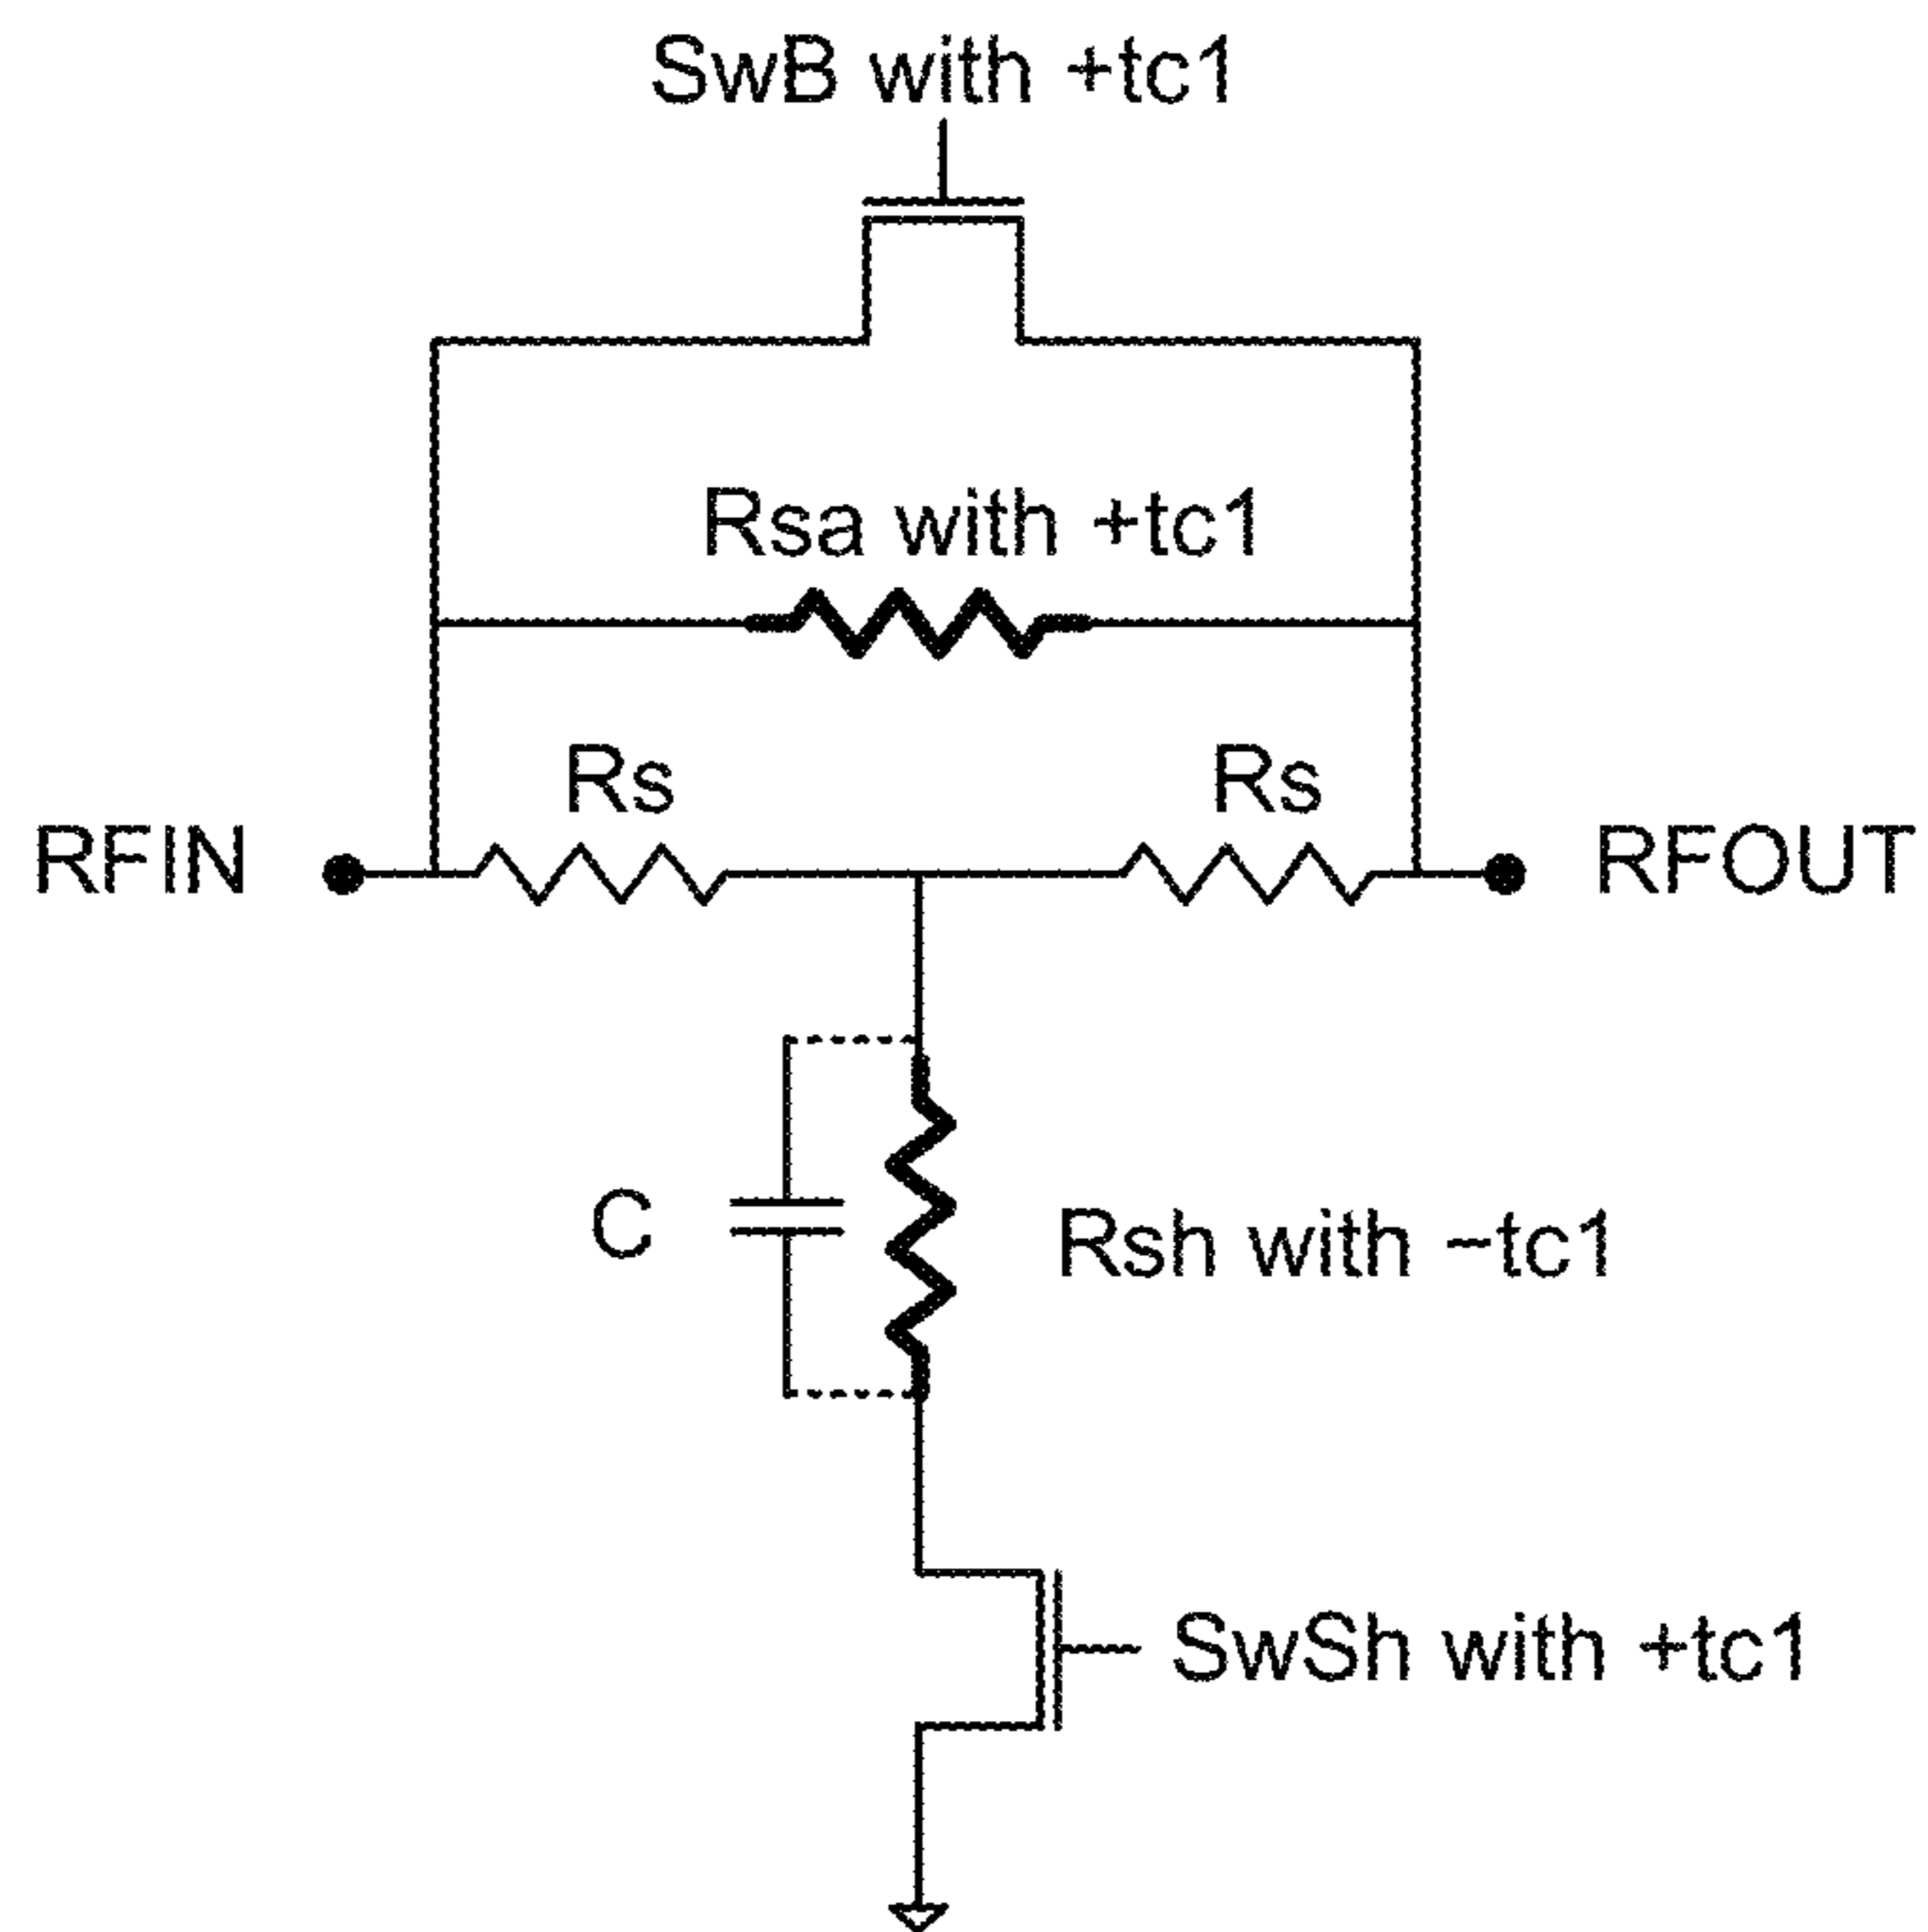 SwB with +tc1
Rsa with +tc1
Rs
Rs
RFIN
RFOUT
C
Rsh with −tc1
SwSh with +tc1